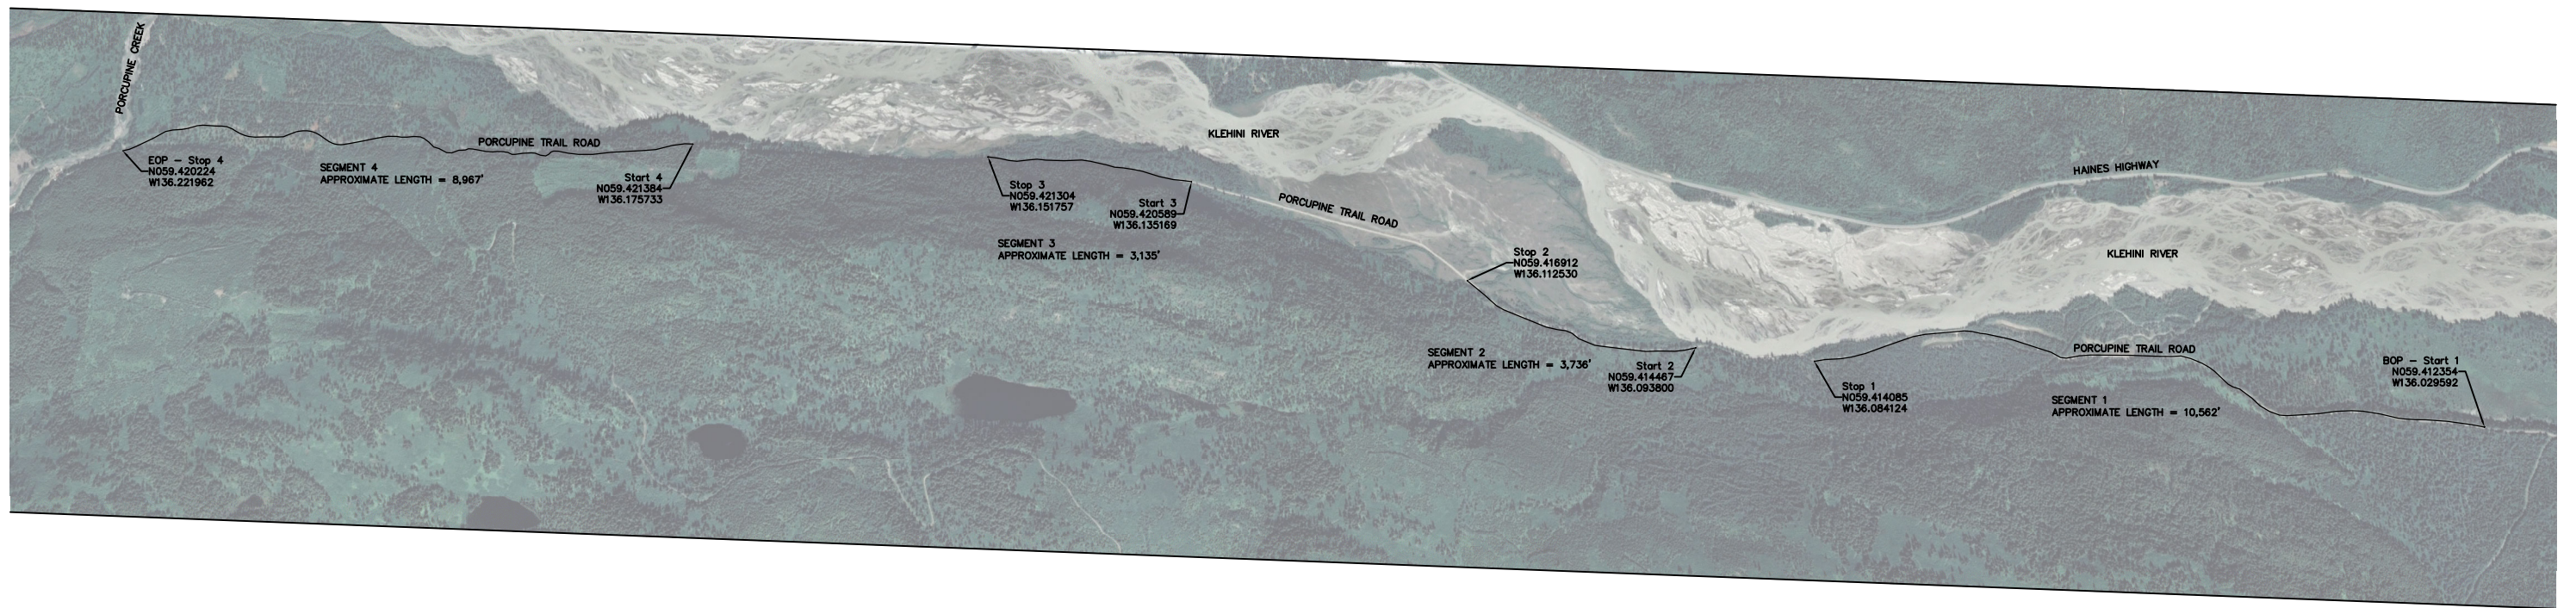 PORCUPINE CREEK
EOP - Stop 4
N059.420224
W136.221962
SEGMENT 4
APPROXIMATE LENGTH = 8,967'
PORCUPINE TRAIL ROAD
Start 4
N059.421384
W136.175733
Stop 3
N059.421304
W136.151757
Start 3
N059.420589
W136.135169
SEGMENT 3
APPROXIMATE LENGTH = 3,135'
KLEHINI RIVER
PORCUPINE TRAIL ROAD
Stop 2
N059.416912
W136.112530
SEGMENT 2
APPROXIMATE LENGTH = 3,736'
Start 2
N059.414467
W136.093800
HAINES HIGHWAY
KLEHINI RIVER
PORCUPINE TRAIL ROAD
Stop 1
N059.414085
W136.084124
SEGMENT 1
APPROXIMATE LENGTH = 10,562'
BOP - Start 1
N059.412354
W136.029592